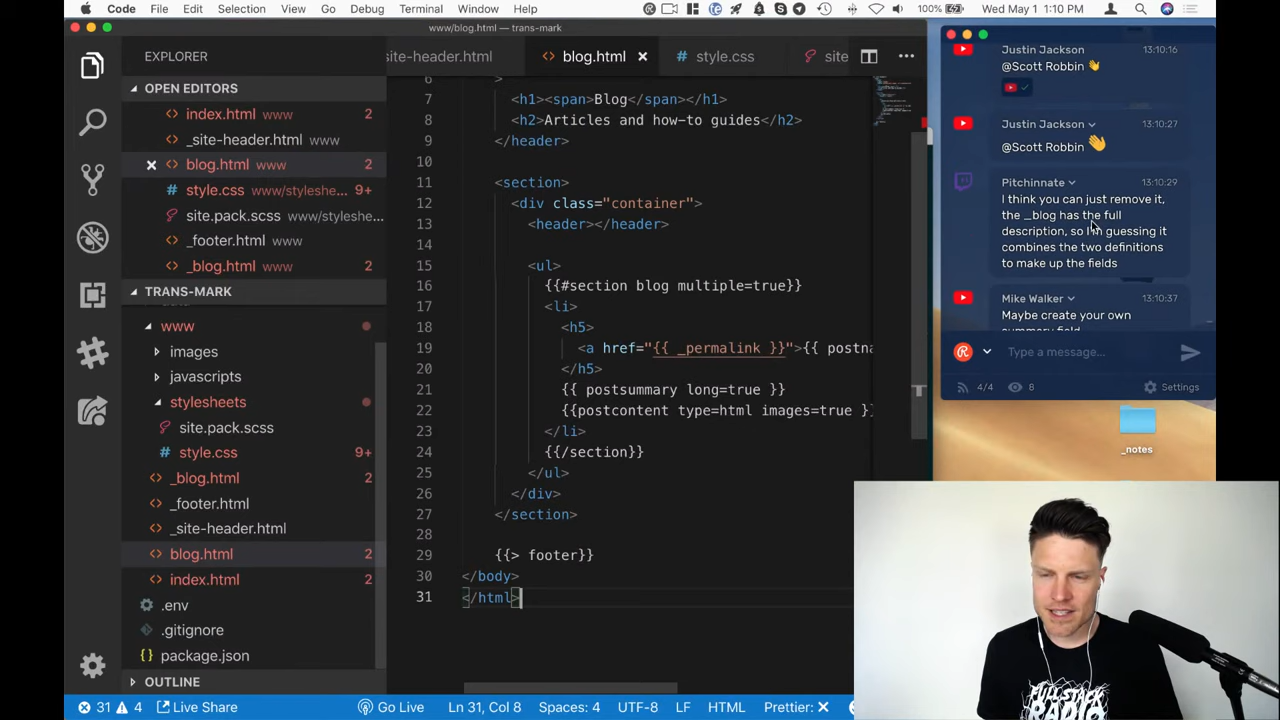 Code File Edit Selection View Go Debug Terminal Window Help 100% Wed May 1 1:10 PM
www/blog.html — trans-mark
EXPLORER
OPEN EDITORS
index.html www 2
_site-header.html www
blog.html www 2
style.css www/styleshe... 9+
site.pack.scss www/styleshe...
_footer.html www
_blog.html www 2
TRANS-MARK
www
images
javascripts
stylesheets
site.pack.scss
style.css 9+
_blog.html 2
_footer.html
_site-header.html
blog.html 2
index.html 2
.env
.gitignore
package.json
OUTLINE
site-header.html blog.html style.css site
7 <h1><span>Blog</span></h1>
8 <h2>Articles and how-to guides</h2>
9 </header>
10
11 <section>
12 <div class="container">
13 <header></header>
14
15 <ul>
16 {{#section blog multiple=true}}
17 <li>
18 <h5>
19 <a href="{{ _permalink }}">{{ postna
20 </h5>
21 {{ postsummary long=true }}
22 {{postcontent type=html images=true }
23 </li>
24 {{/section}}
25 </ul>
26 </div>
27 </section>
28
29 {{> footer}}
30 </body>
31 </html>
31 4 Live Share Go Live Ln 31, Col 8 Spaces: 4 UTF-8 LF HTML Prettier: ×
Justin Jackson 13:10:16
@Scott Robbin 👋
Justin Jackson 13:10:27
@Scott Robbin 👋
Pitchinnate 13:10:29
I think you can just remove it,
the _blog has the full
description, so I'm guessing it
combines the two definitions
to make up the fields
Mike Walker 13:10:37
Maybe create your own
summary field
Type a message...
4/4 8 Settings
_notes
FULL STACK
RADIO